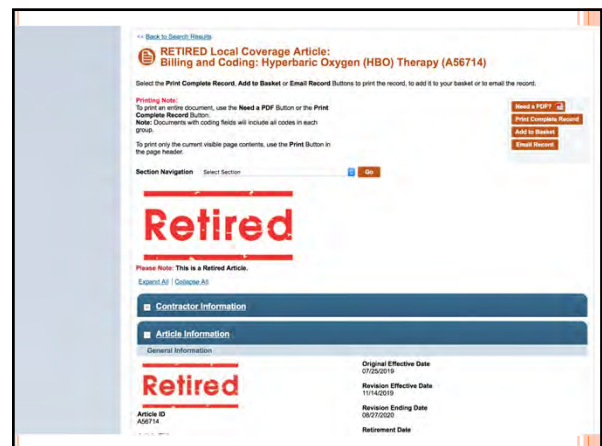 << Back to Search Results
RETIRED Local Coverage Article:
Billing and Coding: Hyperbaric Oxygen (HBO) Therapy (A56714)
Select the Print Complete Record, Add to Basket or Email Record Buttons to print the record, to add it to your basket or to email the record.
Printing Note:
To print an entire document, use the Need a PDF Button or the Print
Complete Record Button.
Note: Documents with coding fields will include all codes in each
group.
To print only the current visible page contents, use the Print Button in
the page header.
Need a PDF?
Print Complete Record
Add to Basket
Email Record
Section Navigation Select Section Go
Retired
Please Note: This is a Retired Article.
Expand All | Collapse All
Contractor Information
Article Information
General Information
Retired
Article ID
A56714
Original Effective Date
07/25/2019
Revision Effective Date
11/14/2019
Revision Ending Date
08/27/2020
Retirement Date